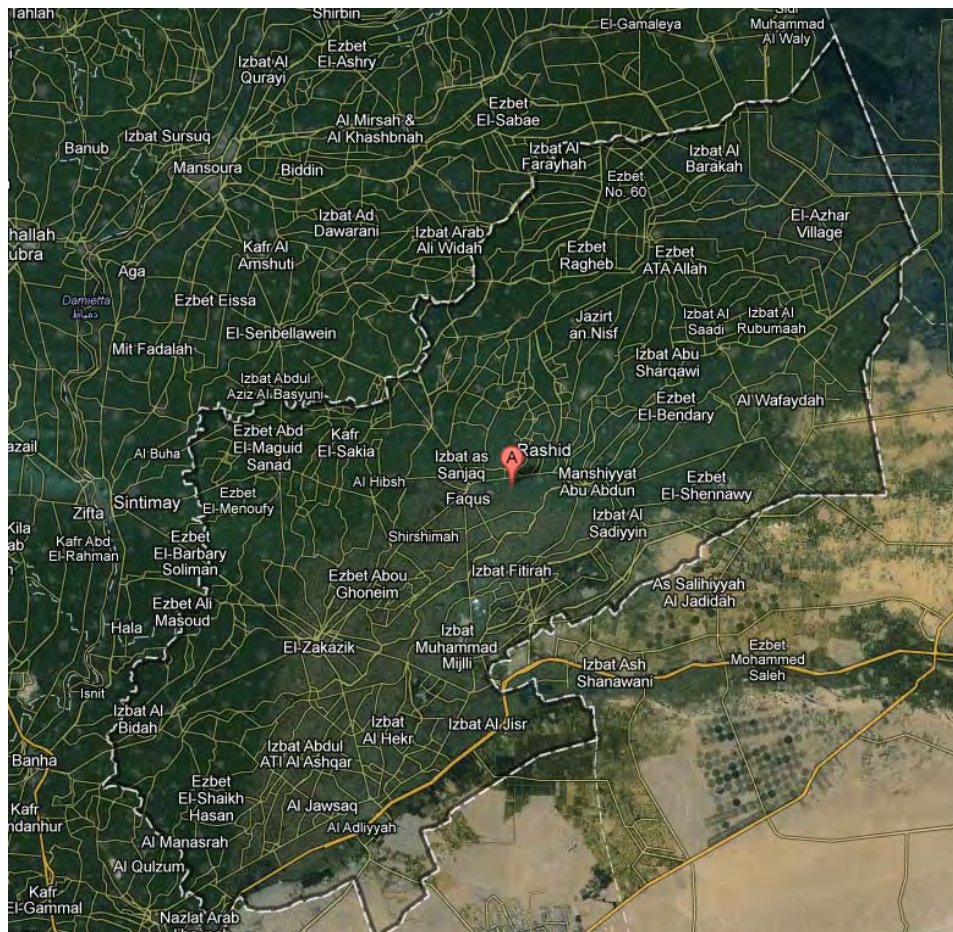 Tahlah
Shirbin
El-Gamaleya
Sidi
Muhammad
Al Waly
Ezbet
El-Ashry
Izbat Al
Qurayi
Ezbet
El-Sabae
Al Mirsah &
Al Khashbnah
Izbat Sursuq
Banub
Mansoura
Biddin
Izbat Al
Farayhah
Izbat Al
Barakah
Ezbet
No. 60
Izbat Ad
Dawarani
Izbat Arab
Ali Widah
El-Azhar
Village
hallah
ubra
Kafr Al
Amshuti
Ezbet
Ragheb
Ezbet
ATA Allah
Aga
Damietta
دمياط
Ezbet Eissa
El-Senbellawein
Jazirt
an Nisf
Izbat Al
Saadi
Izbat Al
Rubumaah
Mit Fadalah
Izbat Abu
Sharqawi
Izbat Abdul
Aziz Al Basyuni
Ezbet
El-Bendary
Al Wafaydah
Ezbet Abd
El-Maguid
Sanad
Kafr
El-Sakia
azail
Al Buha
Izbat as
Sanjaq
A
Rashid
Al Hibsh
Faqus
Manshiyyat
Abu Abdun
Ezbet
El-Shennawy
Sintimay
Zifta
Ezbet
El-Menoufy
Izbat Al
Sadiyyin
Kila
ab
Kafr Abd
El-Rahman
Ezbet
El-Barbary
Soliman
Shirshimah
Ezbet Abou
Ghoneim
Izbat Fitirah
As Salihiyyah
Al Jadidah
Ezbet Ali
Masoud
Hala
El-Zakazik
Izbat
Muhammad
Mijlli
Izbat Ash
Shanawani
Ezbet
Mohammed
Saleh
Isnit
Izbat Al
Bidah
Izbat
Al Hekr
Izbat Al Jisr
Banha
Izbat Abdul
ATI Al Ashqar
Ezbet
El-Shaikh
Hasan
Al Jawsaq
Kafr
ndanhur
Al Adliyyah
Al Manasrah
Al Qulzum
Kafr
El-Gammal
Nazlat Arab